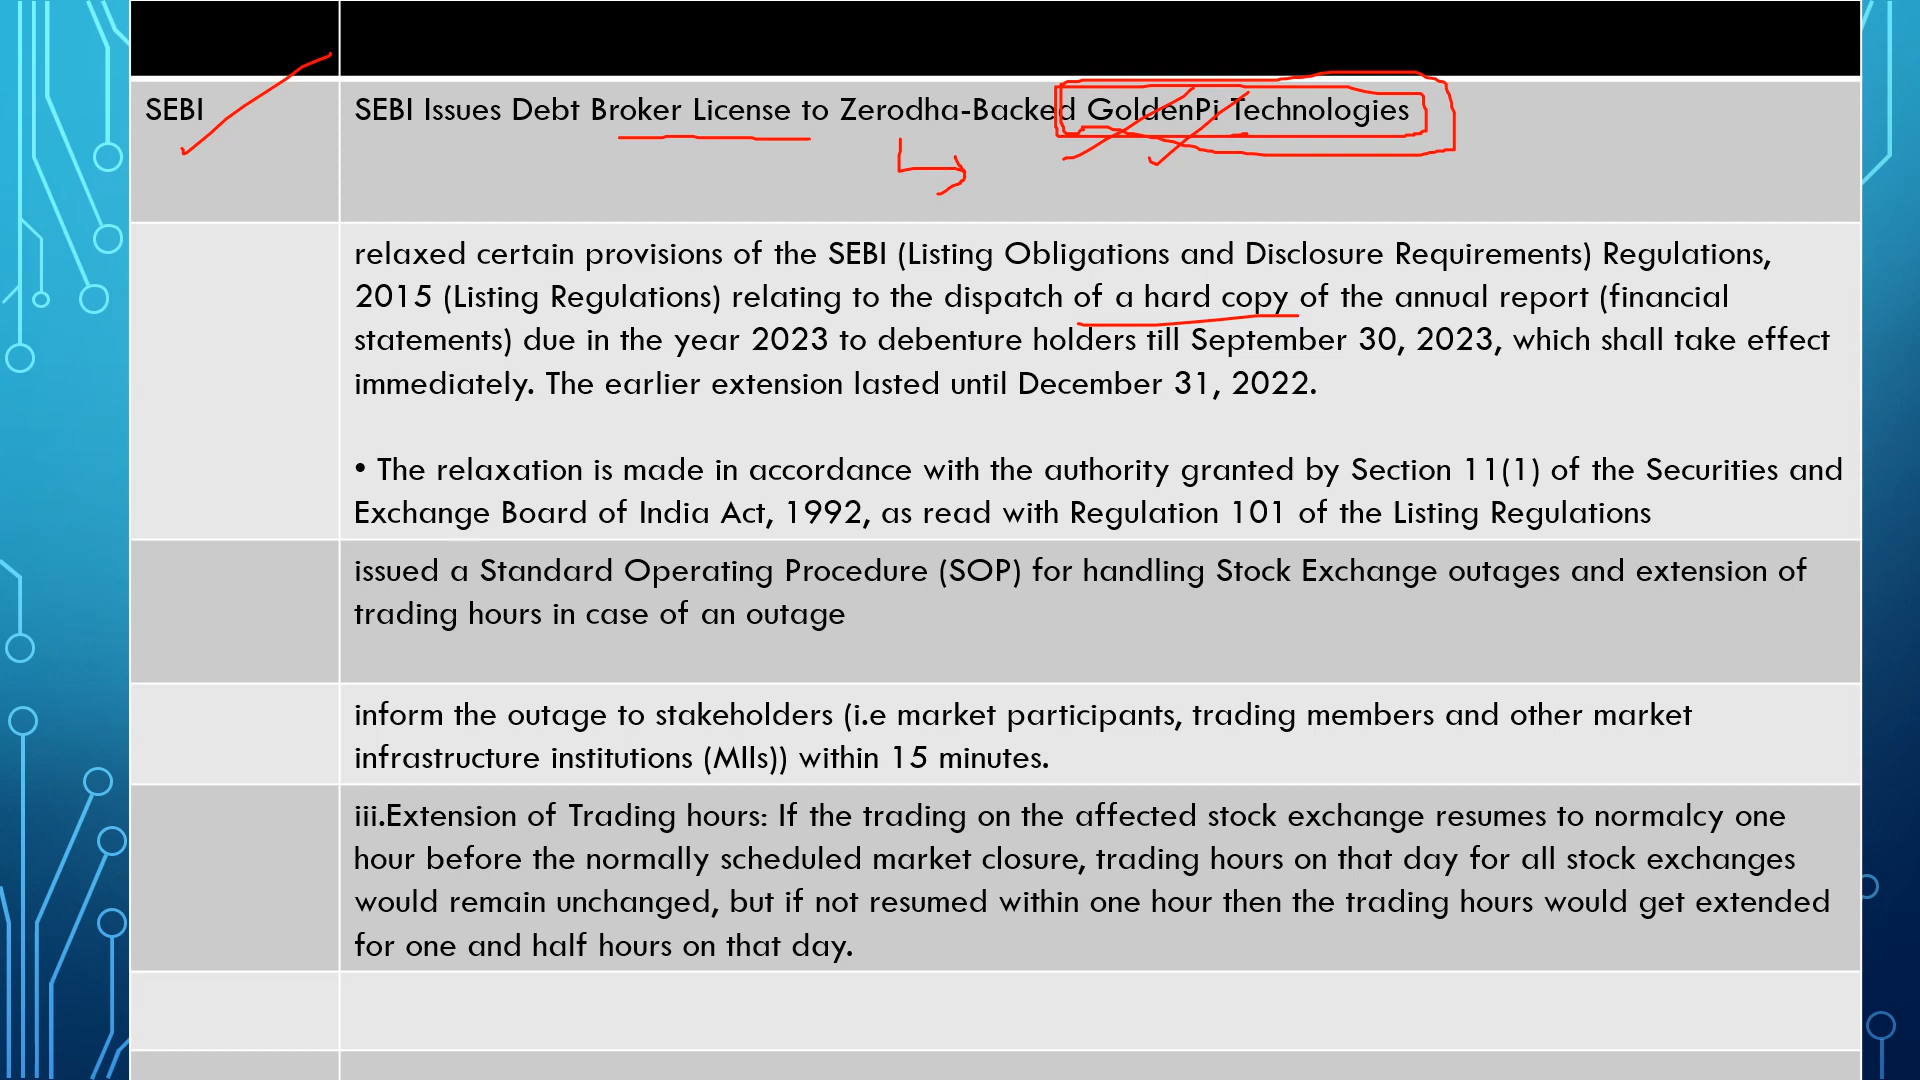 SEBI
SEBI Issues Debt Broker License to Zerodha-Backed GoldenPi Technologies
relaxed certain provisions of the SEBI (Listing Obligations and Disclosure Requirements) Regulations,
2015 (Listing Regulations) relating to the dispatch of a hard copy of the annual report (financial
statements) due in the year 2023 to debenture holders till September 30, 2023, which shall take effect
immediately. The earlier extension lasted until December 31, 2022.
• The relaxation is made in accordance with the authority granted by Section 11(1) of the Securities and
Exchange Board of India Act, 1992, as read with Regulation 101 of the Listing Regulations
issued a Standard Operating Procedure (SOP) for handling Stock Exchange outages and extension of
trading hours in case of an outage
inform the outage to stakeholders (i.e market participants, trading members and other market
infrastructure institutions (MIIs)) within 15 minutes.
iii.Extension of Trading hours: If the trading on the affected stock exchange resumes to normalcy one
hour before the normally scheduled market closure, trading hours on that day for all stock exchanges
would remain unchanged, but if not resumed within one hour then the trading hours would get extended
for one and half hours on that day.